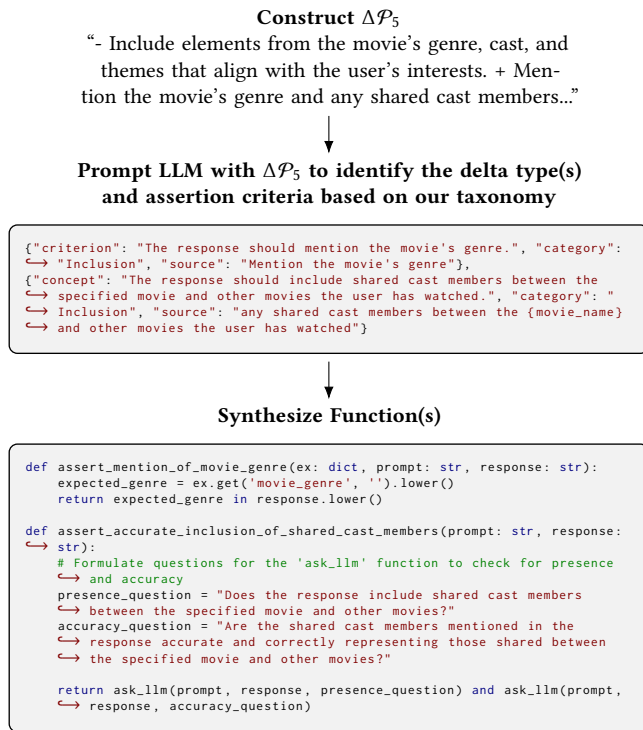 Construct Δ𝒫₅
“- Include elements from the movie’s genre, cast, and
themes that align with the user’s interests. + Men-
tion the movie’s genre and any shared cast members...”
Prompt LLM with Δ𝒫₅ to identify the delta type(s)
and assertion criteria based on our taxonomy
{"criterion": "The response should mention the movie's genre.", "category":
↪ "Inclusion", "source": "Mention the movie's genre"},
{"concept": "The response should include shared cast members between the
↪ specified movie and other movies the user has watched.", "category": "
↪ Inclusion", "source": "any shared cast members between the {movie_name}
↪ and other movies the user has watched"}
Synthesize Function(s)
def assert_mention_of_movie_genre(ex: dict, prompt: str, response: str):
    expected_genre = ex.get('movie_genre', '').lower()
    return expected_genre in response.lower()
def assert_accurate_inclusion_of_shared_cast_members(prompt: str, response:
↪ str):
    # Formulate questions for the 'ask_llm' function to check for presence
    ↪ and accuracy
    presence_question = "Does the response include shared cast members
    ↪ between the specified movie and other movies?"
    accuracy_question = "Are the shared cast members mentioned in the
    ↪ response accurate and correctly representing those shared between
    ↪ the specified movie and other movies?"
    return ask_llm(prompt, response, presence_question) and ask_llm(prompt,
    ↪ response, accuracy_question)